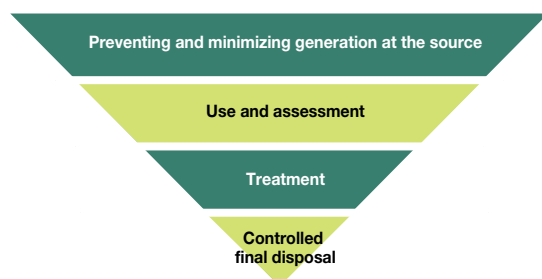 Preventing and minimizing generation at the source
Use and assessment
Treatment
Controlled
final disposal